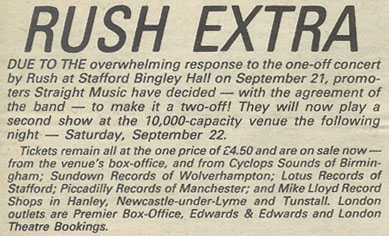 RUSH EXTRA
DUE TO THE overwhelming response to the one-off concert
by Rush at Stafford Bingley Hall on September 21, promo-
ters Straight Music have decided — with the agreement of
the band — to make it a two-off! They will now play a
second show at the 10,000-capacity venue the following
night — Saturday, September 22.
Tickets remain all at the one price of £4.50 and are on sale now —
from the venue's box-office, and from Cyclops Sounds of Birmin-
gham; Sundown Records of Wolverhampton; Lotus Records of
Stafford; Piccadilly Records of Manchester; and Mike Lloyd Record
Shops in Hanley, Newcastle-under-Lyme and Tunstall. London
outlets are Premier Box-Office, Edwards & Edwards and London
Theatre Bookings.